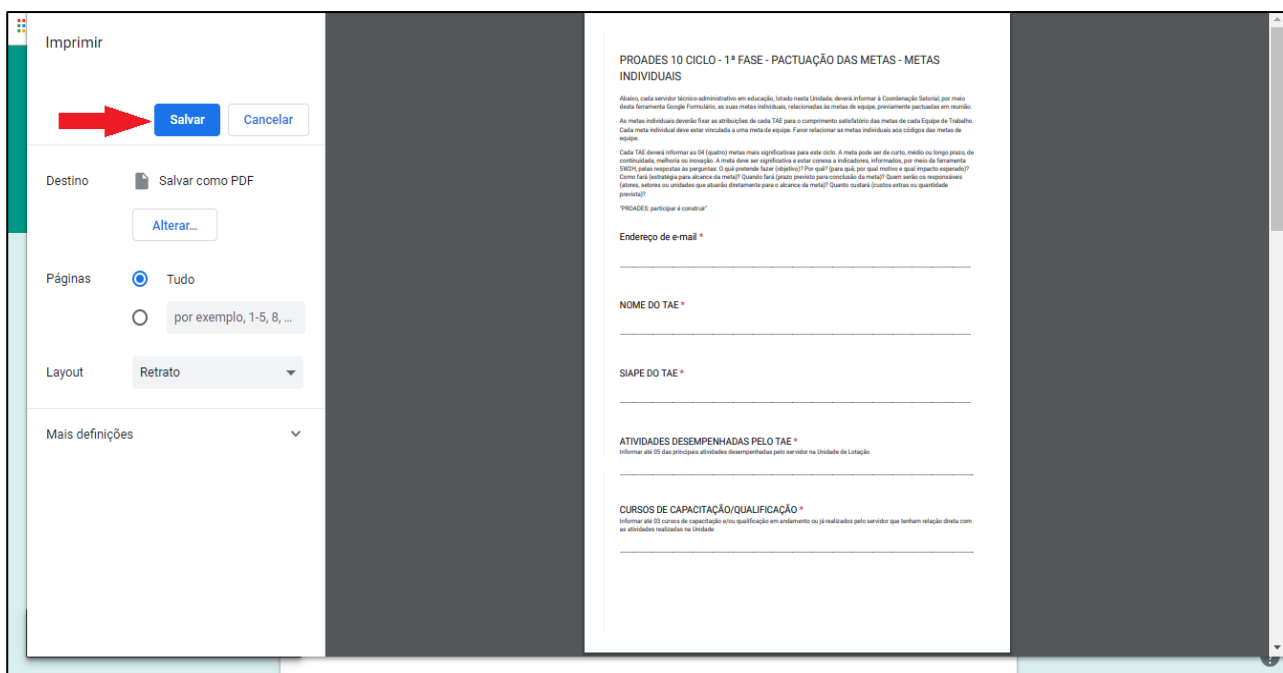 Imprimir
Salvar
Cancelar
Destino
Salvar como PDF
Alterar...
Páginas
Tudo
por exemplo, 1-5, 8, ...
Layout
Retrato
Mais definições
PROADES 10 CICLO - 1ª FASE - PACTUAÇÃO DAS METAS - METAS
INDIVIDUAIS
Abaixo, cada servidor técnico-administrativo em educação, lotado nesta Unidade, deverá informar à Coordenação Setorial, por meio
desta ferramenta Google Formulário, as suas metas individuais, relacionadas às metas de equipe, previamente pactuadas em reunião.
As metas individuais deverão fixar as atribuições de cada TAE para o cumprimento satisfatório das metas de cada Equipe de Trabalho.
Cada meta individual deve estar vinculada a uma meta de equipe. Favor relacionar as metas individuais aos códigos das metas de
equipe.
Cada TAE deverá informar as 04 (quatro) metas mais significativas para este ciclo. A meta pode ser de curto, médio ou longo prazo, de
continuidade, melhoria ou inovação. A meta deve ser significativa e estar conexa a indicadores, informados, por meio da ferramenta
5W2H, pelas respostas às perguntas: O quê pretende fazer (objetivo)? Por quê? (para quê, por qual motivo e qual impacto esperado)?
Como fará (estratégia para alcance da meta)? Quando fará (prazo previsto para conclusão da meta)? Quem serão os responsáveis
(atores, setores ou unidades que atuarão diretamente para o alcance da meta)? Quanto custará (custos extras ou quantidade
prevista)?
"PROADES: participar é construir"
Endereço de e-mail *
NOME DO TAE *
SIAPE DO TAE *
ATIVIDADES DESEMPENHADAS PELO TAE *
Informar até 05 das principais atividades desempenhadas pelo servidor na Unidade de Lotação
CURSOS DE CAPACITAÇÃO/QUALIFICAÇÃO *
Informar até 03 cursos de capacitação e/ou qualificação em andamento ou já realizados pelo servidor que tenham relação direta com
as atividades realizadas na Unidade